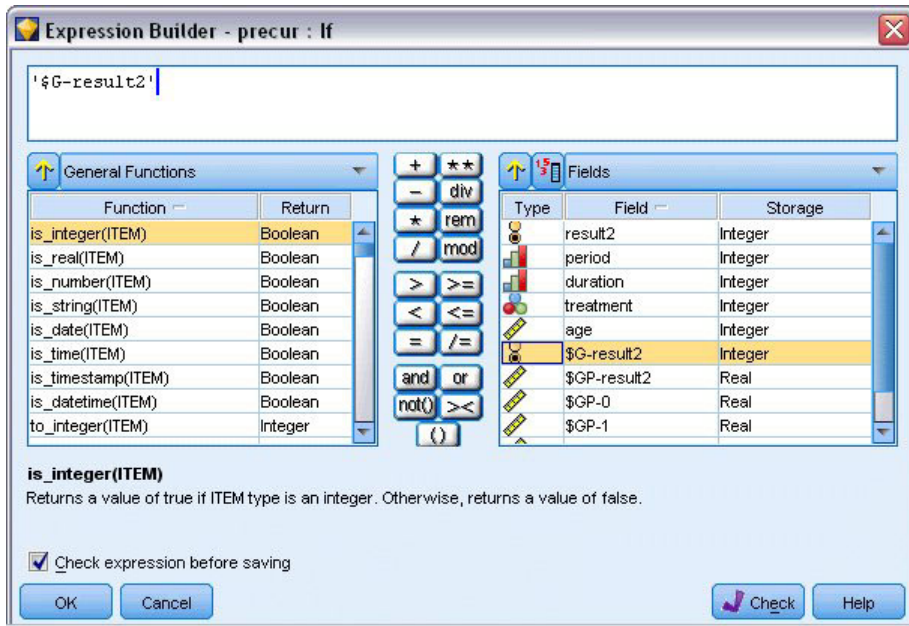 Expression Builder - precur : If
'$G-result2'
General Functions
Function Return
is_integer(ITEM) Boolean
is_real(ITEM) Boolean
is_number(ITEM) Boolean
is_string(ITEM) Boolean
is_date(ITEM) Boolean
is_time(ITEM) Boolean
is_timestamp(ITEM) Boolean
is_datetime(ITEM) Boolean
to_integer(ITEM) Integer
+ **
- div
* rem
/ mod
> >=
< <=
= /=
and or
not() ><
()
Fields
Type Field Storage
result2 Integer
period Integer
duration Integer
treatment Integer
age Integer
$G-result2 Integer
$GP-result2 Real
$GP-0 Real
$GP-1 Real
is_integer(ITEM)
Returns a value of true if ITEM type is an integer. Otherwise, returns a value of false.
Check expression before saving
OK Cancel Check Help